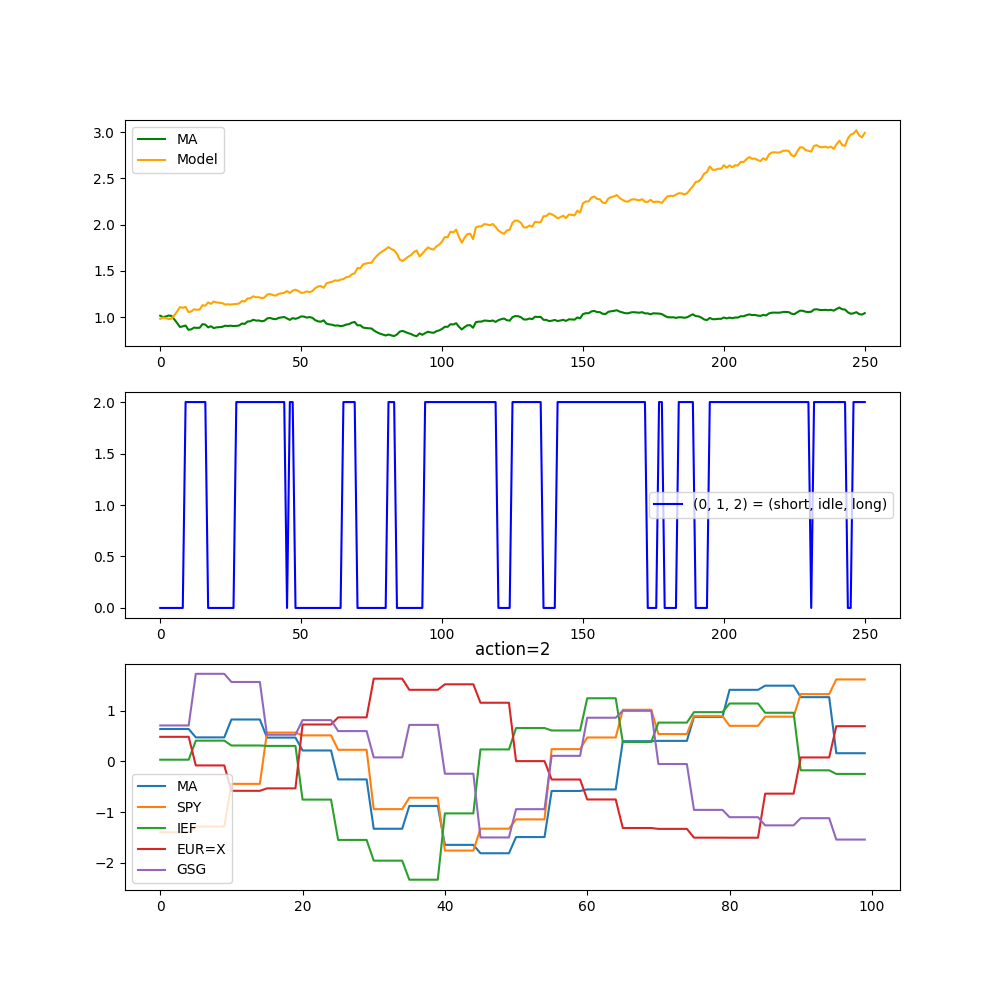 MA
Model
3.0
2.5
2.0
1.5
1.0
0 50 100 150 200 250
2.0
1.5
1.0
0.5
0.0
(0, 1, 2) = (short, idle, long)
0 50 100 150 200 250
action=2
1
0
−1
−2
MA
SPY
IEF
EUR=X
GSG
0 20 40 60 80 100